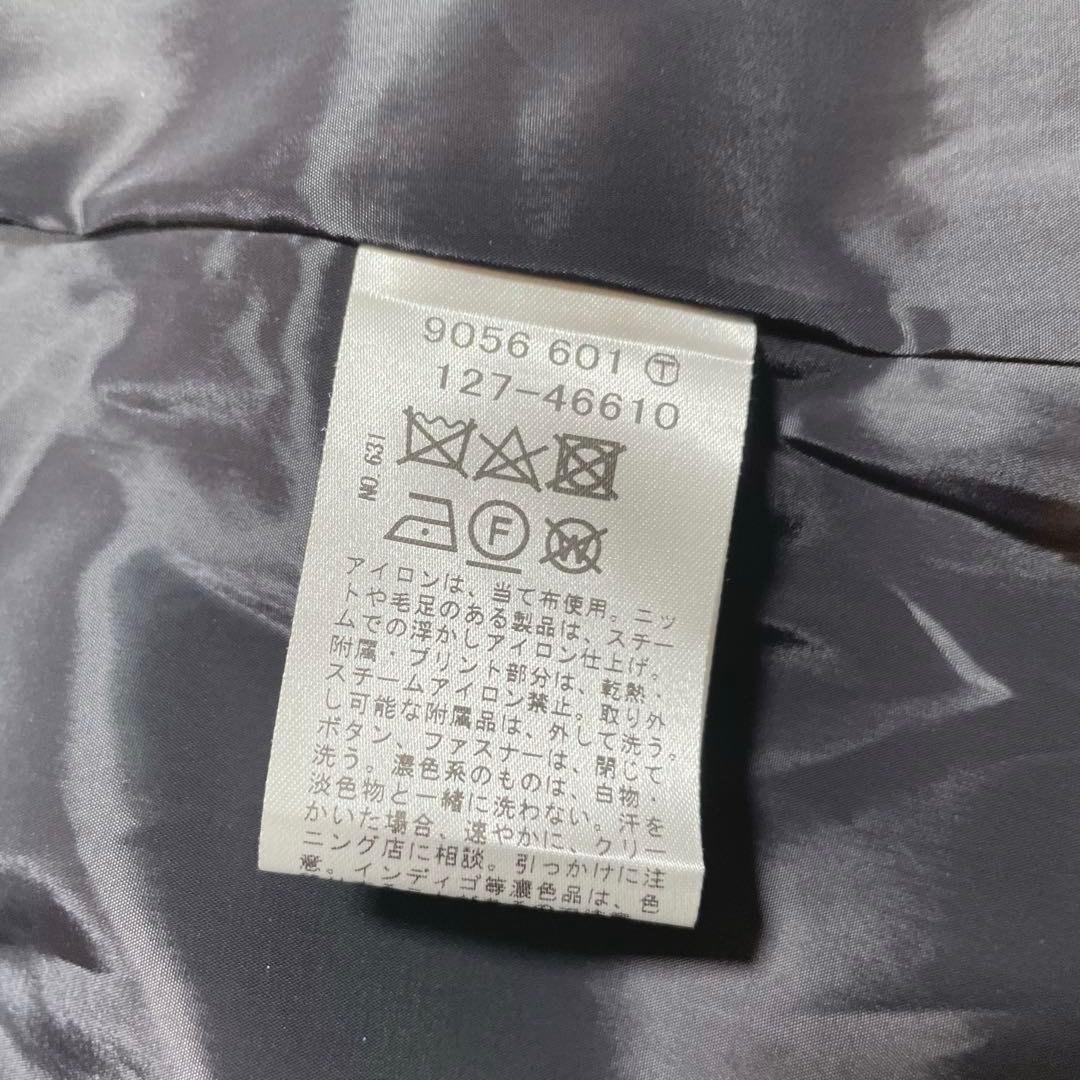 9056 601 Ⓣ
127-46610
NO.631
F
W
アイロンは、当て布使用。ニッ
トや毛足のある製品は、スチー
ムでの浮かしアイロン仕上げ。
附属・プリント部分は、乾熱・
スチームアイロン禁止。取り外
し可能な附属品は、外して洗う。
ボタン、ファスナーは、閉じて
洗う。濃色系のものは、白物・
淡色物と一緒に洗わない。汗を
かいた場合、速やかに、クリー
ニング店に相談。引っかけに注
意。インディゴ等濃色品は、色